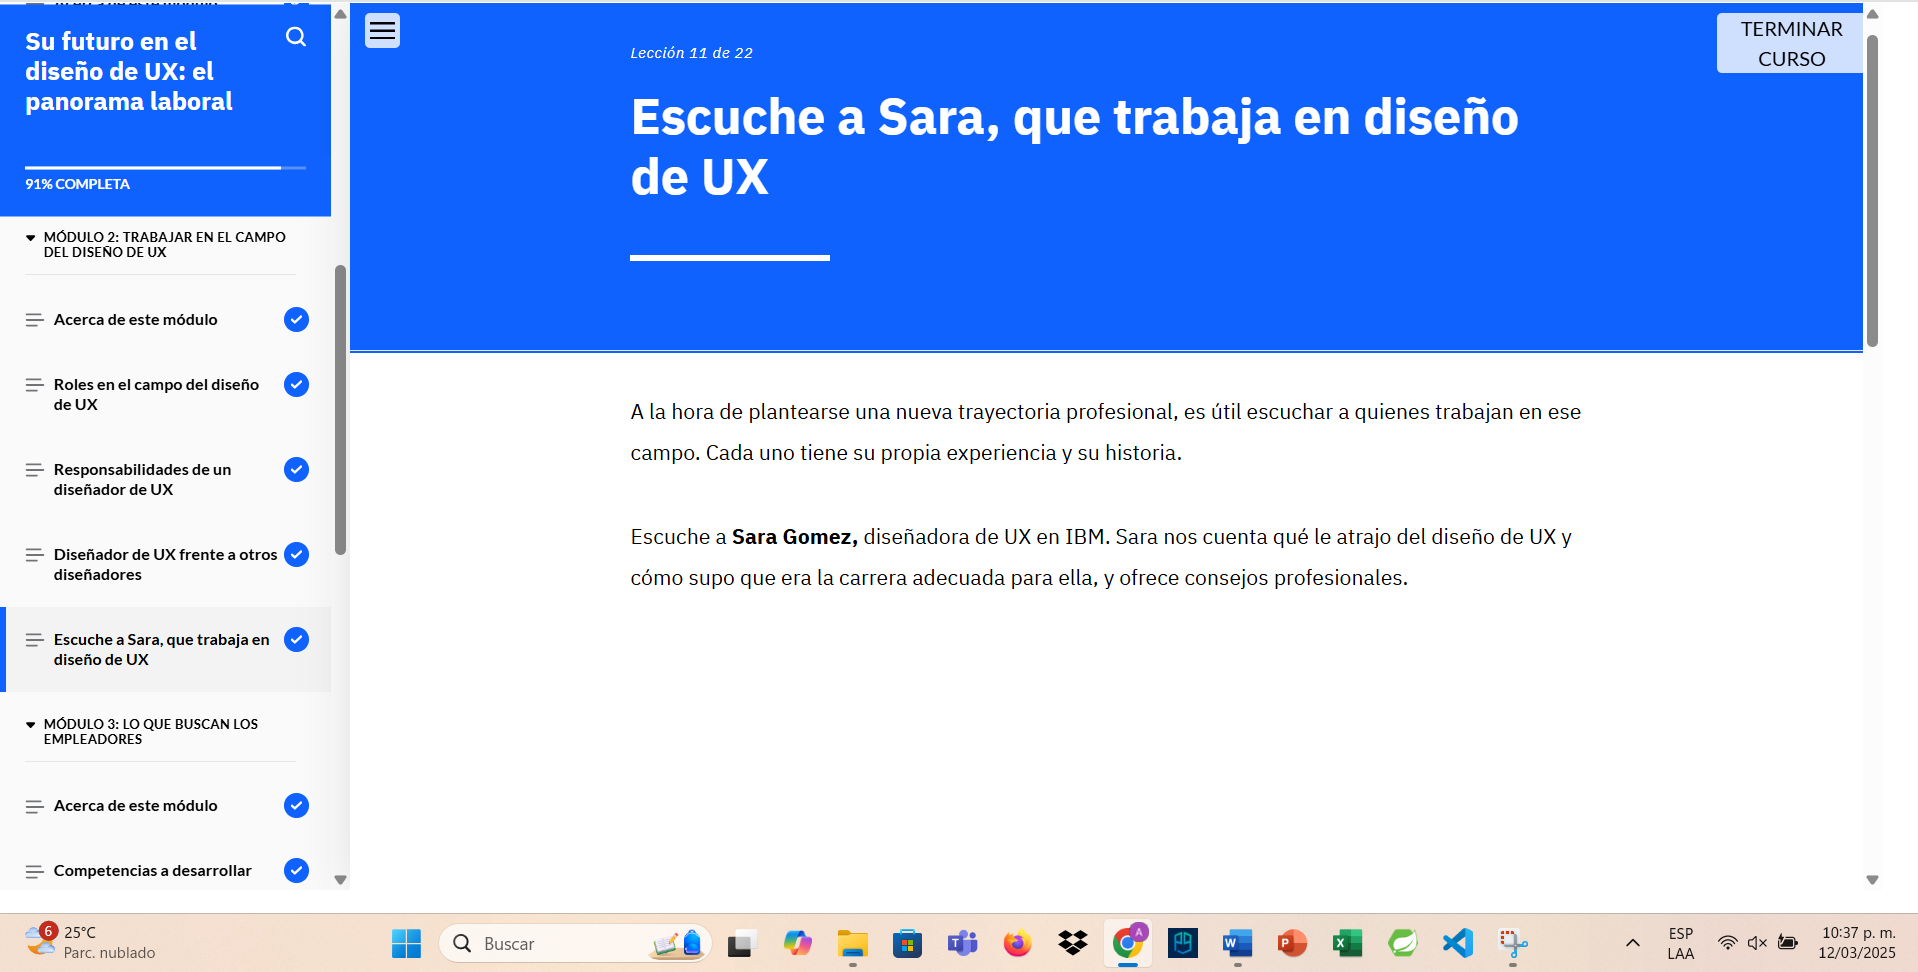 Su futuro en el
diseño de UX: el
panorama laboral
91% COMPLETA
MÓDULO 2: TRABAJAR EN EL CAMPO
DEL DISEÑO DE UX
Acerca de este módulo
Roles en el campo del diseño
de UX
Responsabilidades de un
diseñador de UX
Diseñador de UX frente a otros
diseñadores
Escuche a Sara, que trabaja en
diseño de UX
MÓDULO 3: LO QUE BUSCAN LOS
EMPLEADORES
Acerca de este módulo
Competencias a desarrollar
Lección 11 de 22
TERMINAR
CURSO
Escuche a Sara, que trabaja en diseño
de UX
A la hora de plantearse una nueva trayectoria profesional, es útil escuchar a quienes trabajan en ese
campo. Cada uno tiene su propia experiencia y su historia.
Escuche a Sara Gomez, diseñadora de UX en IBM. Sara nos cuenta qué le atrajo del diseño de UX y
cómo supo que era la carrera adecuada para ella, y ofrece consejos profesionales.
6
25°C
Parc. nublado
Buscar
A
ESP
LAA
10:37 p. m.
12/03/2025